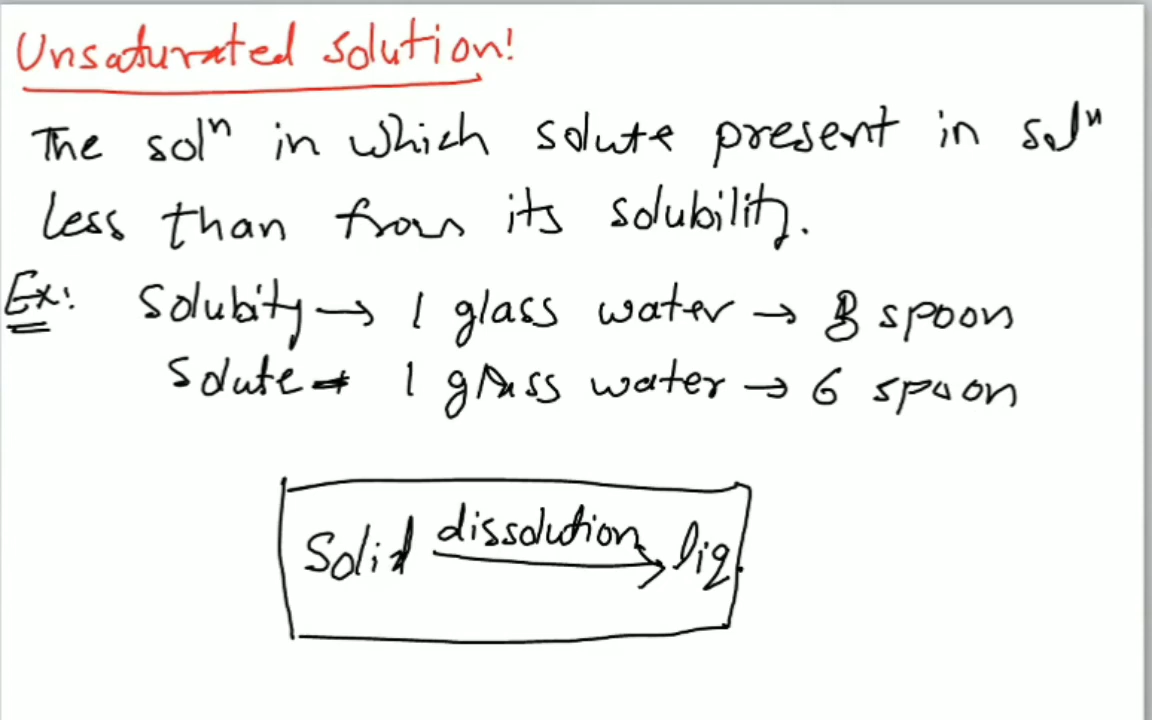 Unsaturated solution!
The solⁿ in which solute present in solⁿ
less than from its solubility.
Ex: Solubity → 1 glass water → 8 spoon
Solute → 1 glass water → 6 spoon
Solid dissolution → liq.